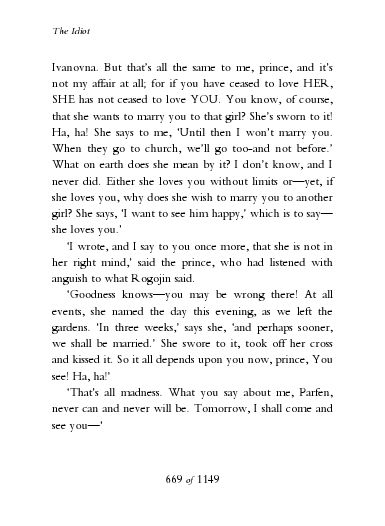 The Idiot
Ivanovna. But that's all the same to me, prince, and it's
not my affair at all; for if you have ceased to love HER,
SHE has not ceased to love YOU. You know, of course,
that she wants to marry you to that girl? She's sworn to it!
Ha, ha! She says to me, 'Until then I won't marry you.
When they go to church, we'll go too-and not before.'
What on earth does she mean by it? I don't know, and I
never did. Either she loves you without limits or—yet, if
she loves you, why does she wish to marry you to another
girl? She says, 'I want to see him happy,' which is to say—
she loves you.'
'I wrote, and I say to you once more, that she is not in
her right mind,' said the prince, who had listened with
anguish to what Rogojin said.
'Goodness knows—you may be wrong there! At all
events, she named the day this evening, as we left the
gardens. 'In three weeks,' says she, 'and perhaps sooner,
we shall be married.' She swore to it, took off her cross
and kissed it. So it all depends upon you now, prince, You
see! Ha, ha!'
'That's all madness. What you say about me, Parfen,
never can and never will be. Tomorrow, I shall come and
see you—'
669 of 1149